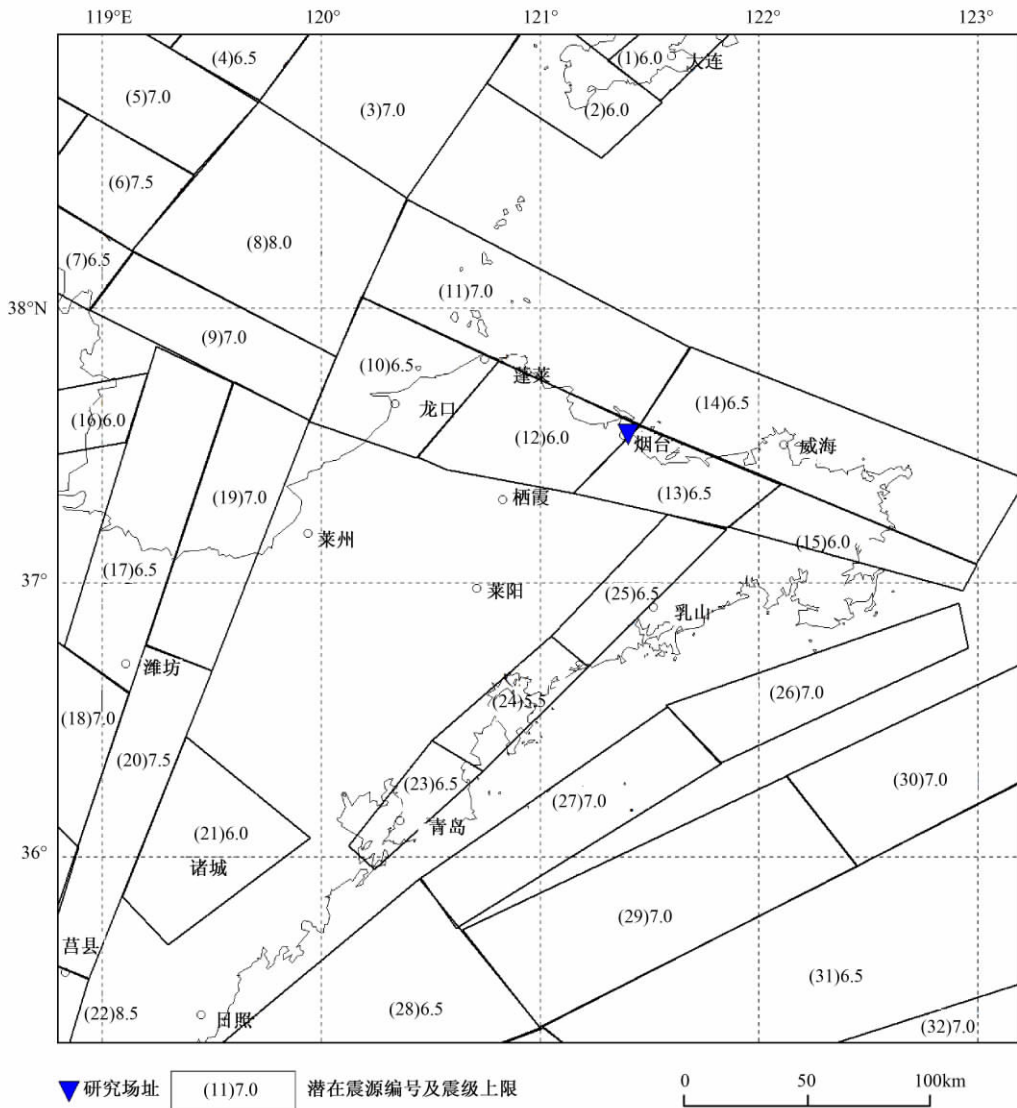 119°E 120° 121° 122° 123°
(4)6.5
(1)6.0
大连
(5)7.0
(3)7.0
(2)6.0
(6)7.5
(8)8.0
(7)6.5
(11)7.0
38°N
(9)7.0
(10)6.5
蓬莱
(14)6.5
龙口
(16)6.0
(12)6.0
烟台
威海
(19)7.0
栖霞
(13)6.5
莱州
(15)6.0
37°
(17)6.5
莱阳
(25)6.5
乳山
潍坊
(26)7.0
(24)5.5
(18)7.0
(20)7.5
(23)6.5
(27)7.0
(30)7.0
青岛
(21)6.0
36°
诸城
(29)7.0
莒县
(31)6.5
(22)8.5
日照
(28)6.5
(32)7.0
研究场址 (11)7.0 潜在震源编号及震级上限
0 50 100km